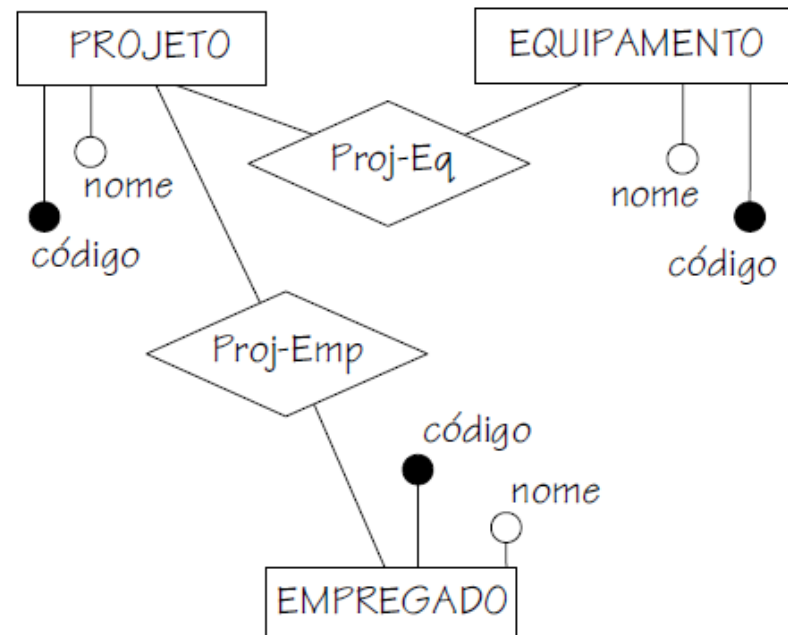 PROJETO
EQUIPAMENTO
Proj-Eq
nome
nome
código
código
Proj-Emp
código
nome
EMPREGADO